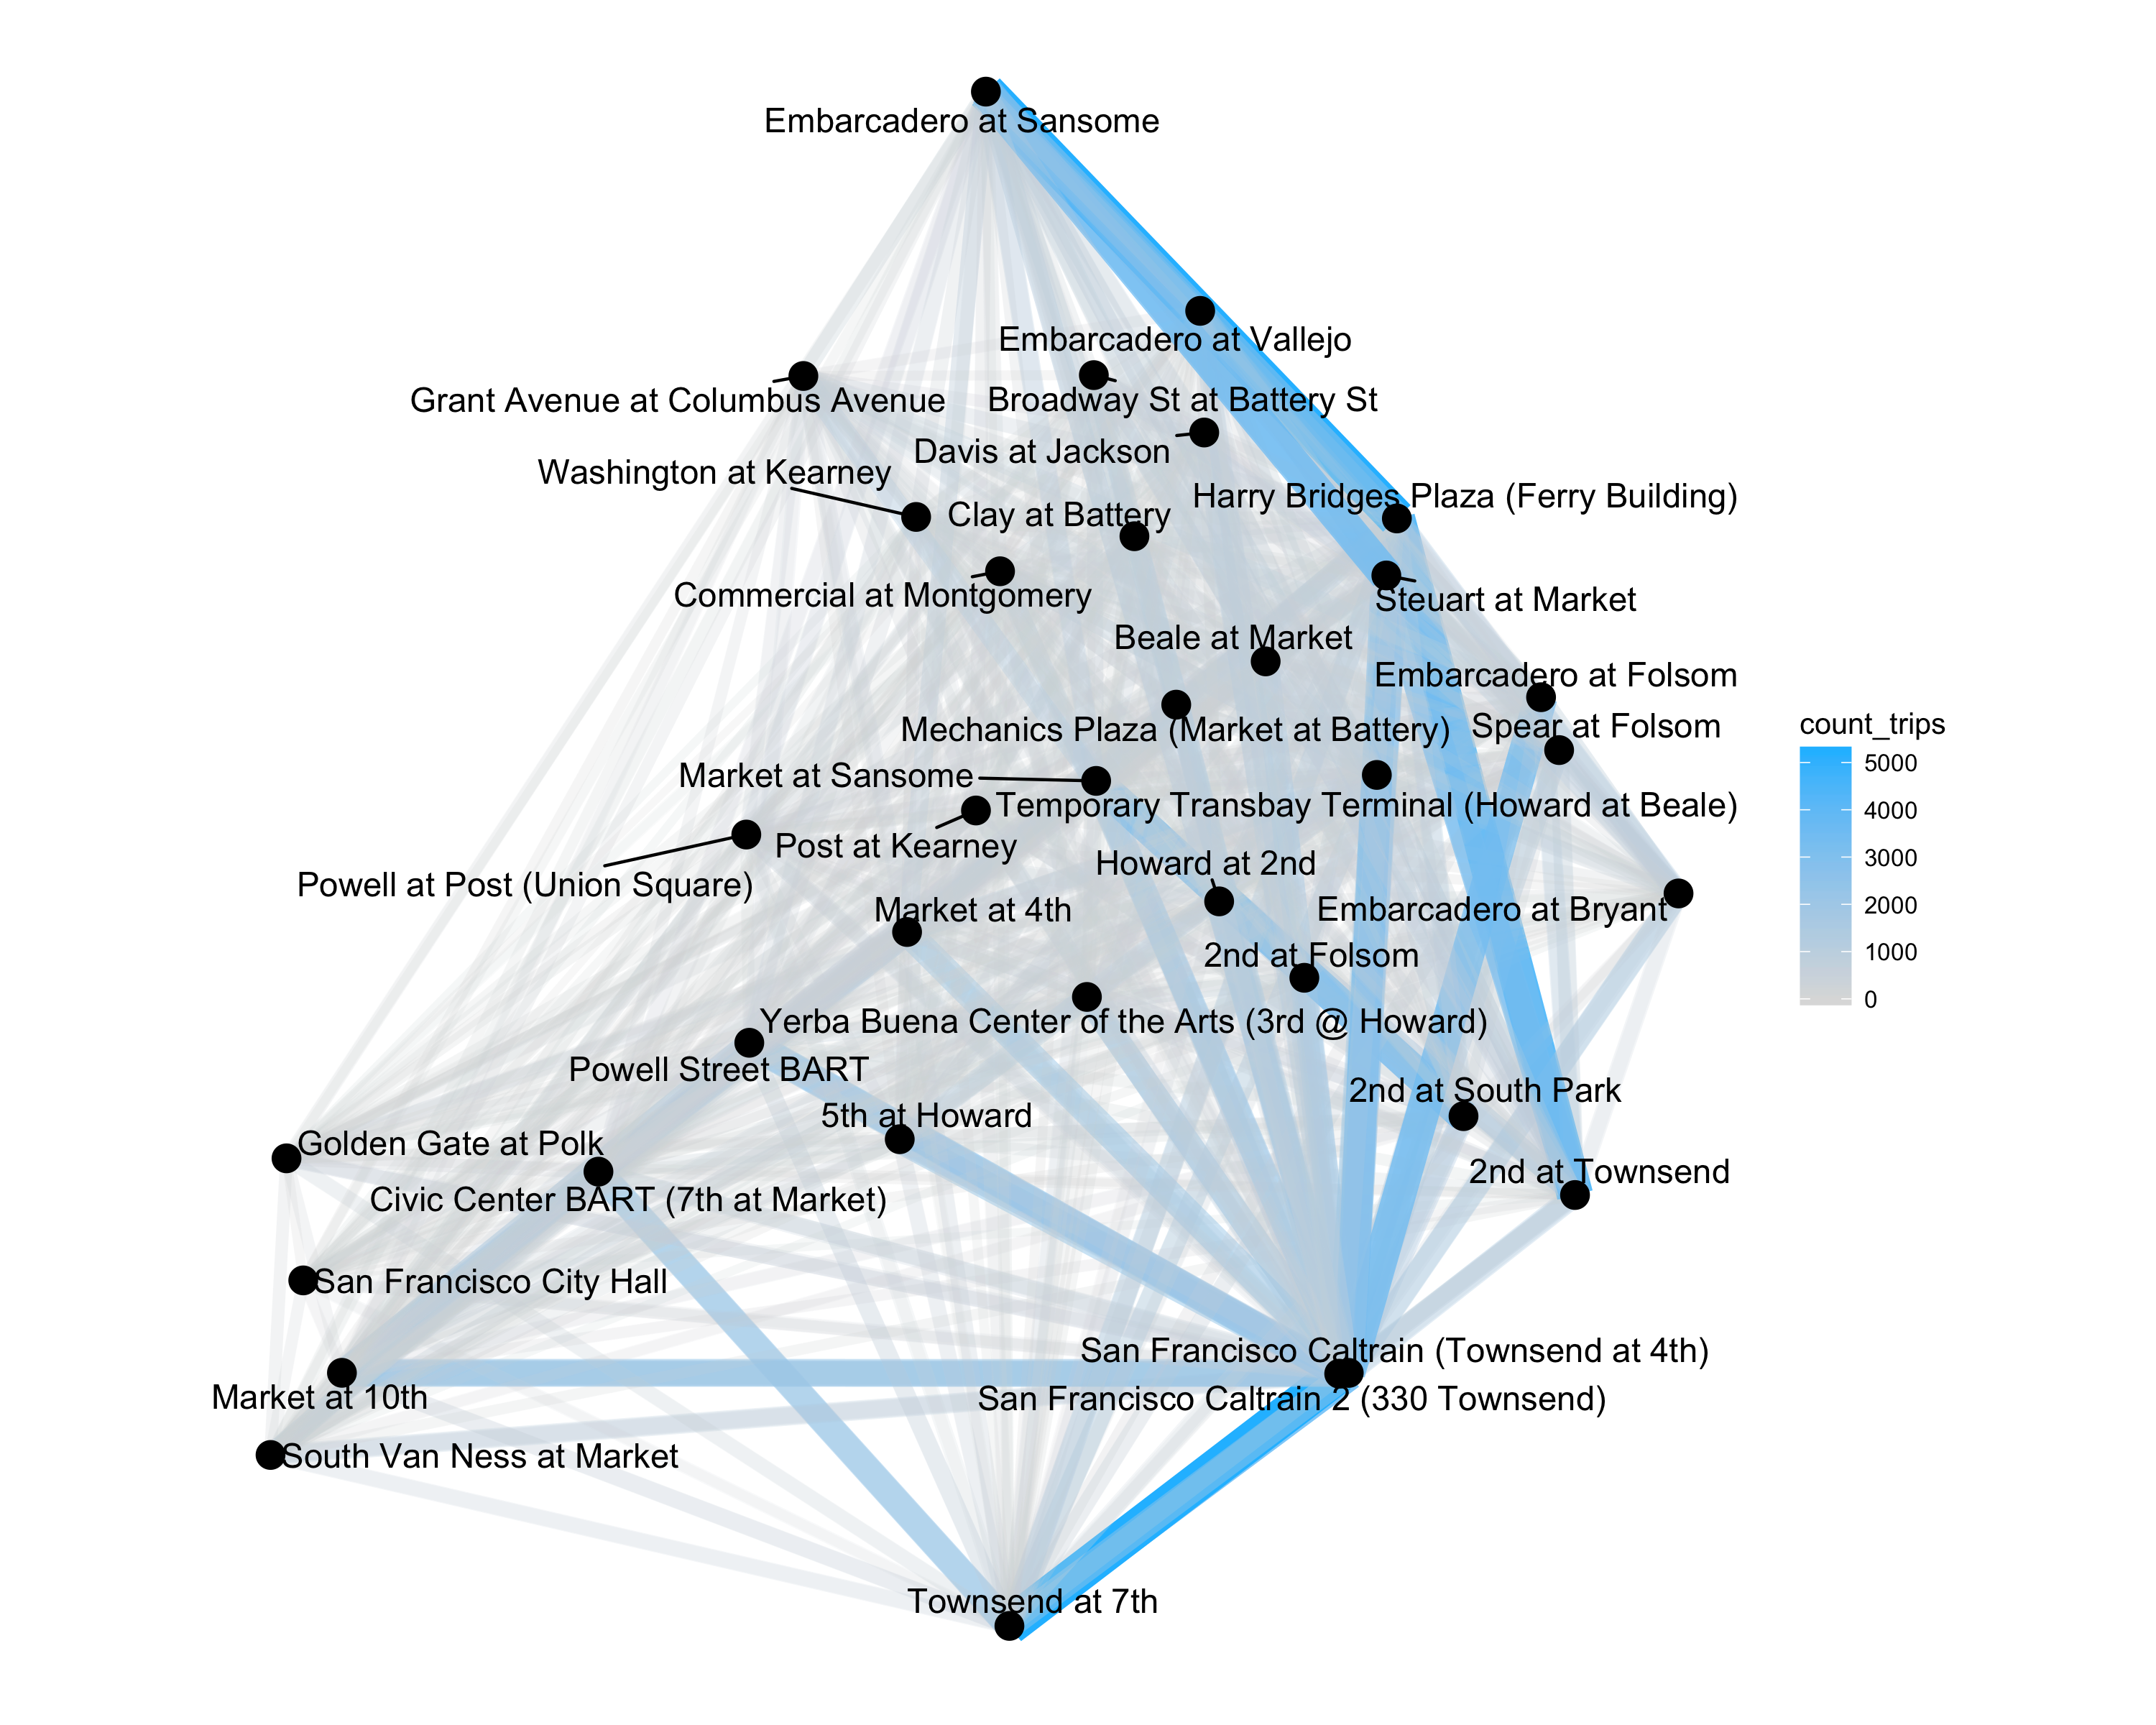 Embarcadero at Sansome
Embarcadero at Vallejo
Grant Avenue at Columbus Avenue
Broadway St at Battery St
Davis at Jackson
Washington at Kearney
Harry Bridges Plaza (Ferry Building)
Clay at Battery
Commercial at Montgomery
Steuart at Market
Beale at Market
Embarcadero at Folsom
Mechanics Plaza (Market at Battery)
Spear at Folsom
Market at Sansome
Temporary Transbay Terminal (Howard at Beale)
Post at Kearney
Howard at 2nd
Powell at Post (Union Square)
Market at 4th
Embarcadero at Bryant
2nd at Folsom
Yerba Buena Center of the Arts (3rd @ Howard)
Powell Street BART
2nd at South Park
5th at Howard
Golden Gate at Polk
2nd at Townsend
Civic Center BART (7th at Market)
San Francisco City Hall
San Francisco Caltrain (Townsend at 4th)
Market at 10th
San Francisco Caltrain 2 (330 Townsend)
South Van Ness at Market
Townsend at 7th
count_trips
5000
4000
3000
2000
1000
0